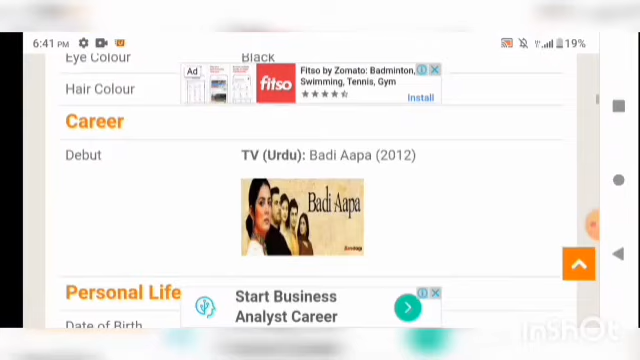 6:41 PM
19%
Eye Colour Black
Ad
fitso
Fitso by Zomato: Badminton,
Swimming, Tennis, Gym
Install
Hair Colour
Career
Debut TV (Urdu): Badi Aapa (2012)
Badi Aapa
Personal Life
Start Business
Analyst Career
Date of Birth
InShOt